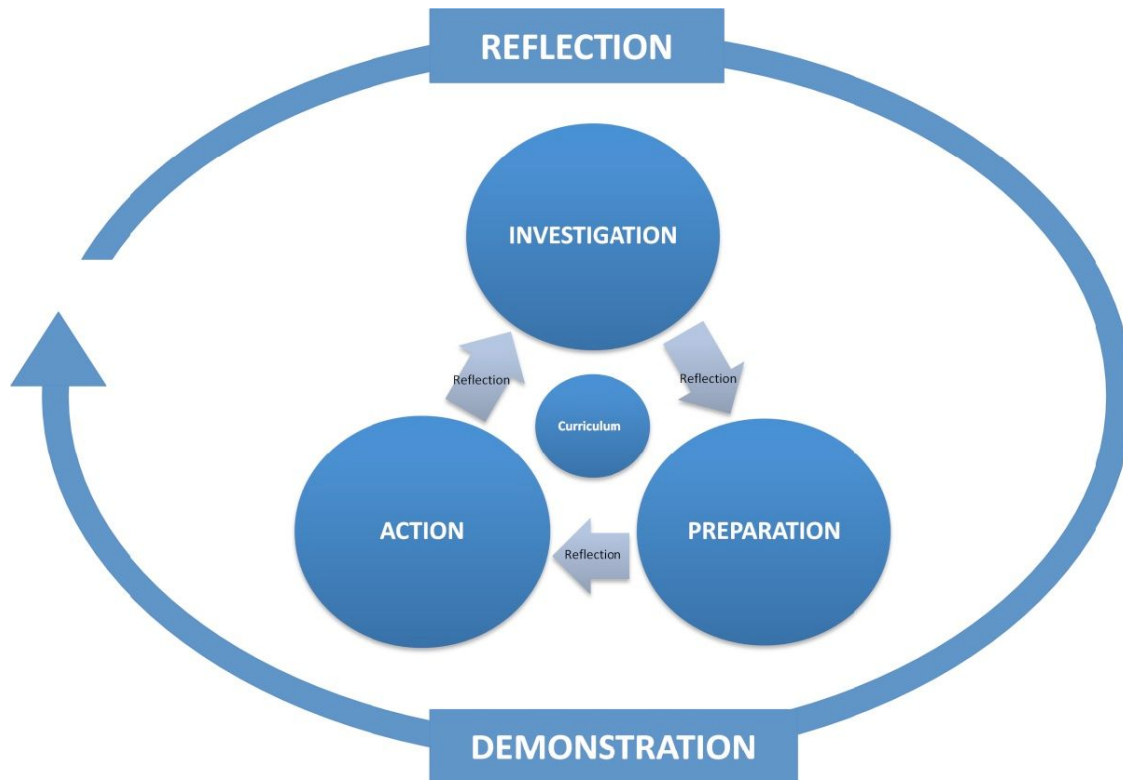 REFLECTION
INVESTIGATION
Reflection
Reflection
Curriculum
ACTION
PREPARATION
Reflection
DEMONSTRATION